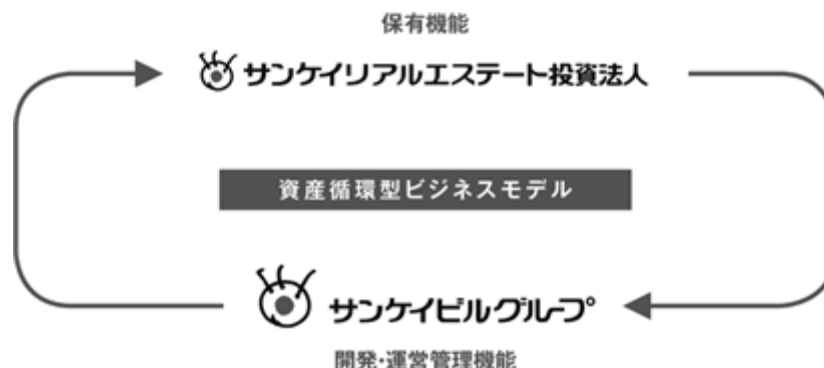 保有機能
サンケイリアルエステート投資法人
資産循環型ビジネスモデル
サンケイビルグループ
開発・運営管理機能